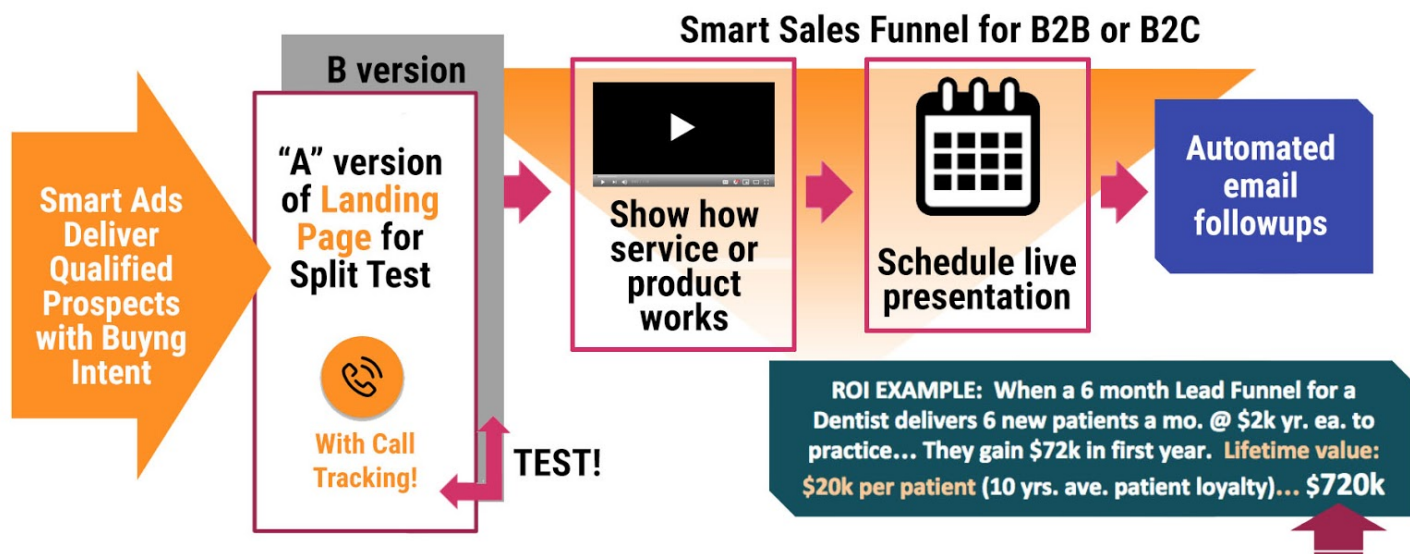 Smart Sales Funnel for B2B or B2C
Smart Ads
Deliver
Qualified
Prospects
with Buyng
Intent
B version
“A” version
of Landing
Page for
Split Test
With Call
Tracking!
TEST!
Show how
service or
product
works
Schedule live
presentation
Automated
email
followups
ROI EXAMPLE: When a 6 month Lead Funnel for a
Dentist delivers 6 new patients a mo. @ $2k yr. ea. to
practice... They gain $72k in first year. Lifetime value:
$20k per patient (10 yrs. ave. patient loyalty)... $720k